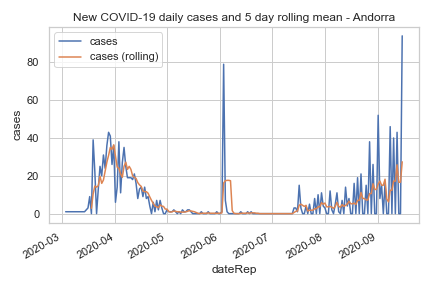 New COVID-19 daily cases and 5 day rolling mean - Andorra
cases
cases (rolling)
80
60
40
20
0
cases
2020-03
2020-04
2020-05
2020-06
2020-07
2020-08
2020-09
dateRep